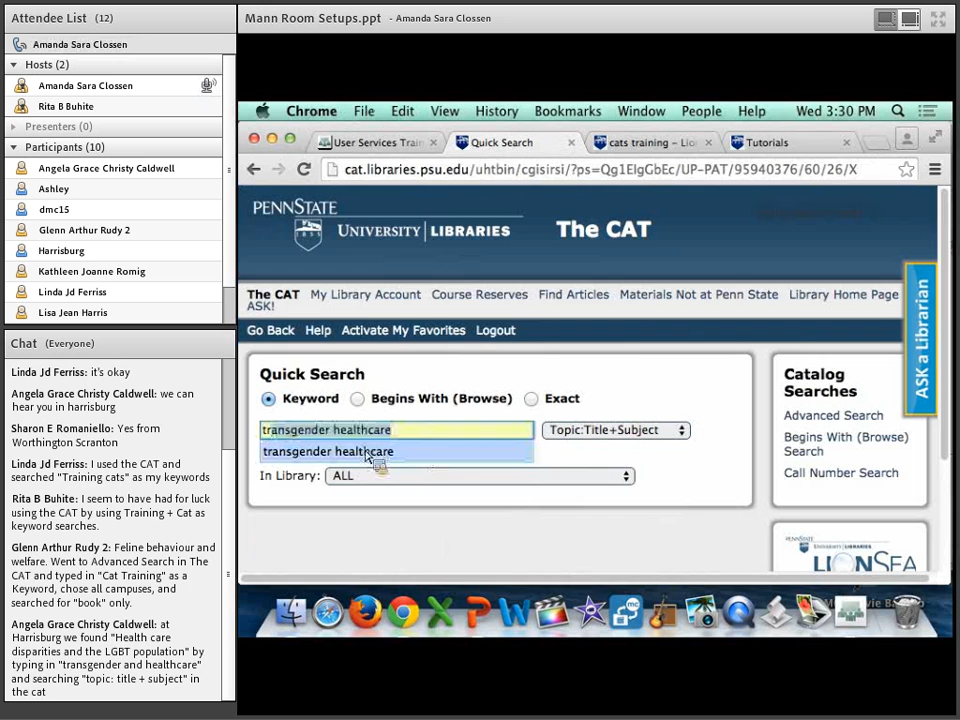 Attendee List (12)
Amanda Sara Clossen
Hosts (2)
Amanda Sara Clossen
Rita B Buhite
Presenters (0)
Participants (10)
Angela Grace Christy Caldwell
Ashley
dmc15
Glenn Arthur Rudy 2
Harrisburg
Kathleen Joanne Romig
Linda Jd Ferriss
Lisa Jean Harris
Chat (Everyone)
Linda Jd Ferriss: it's okay
Angela Grace Christy Caldwell: we can
hear you in harrisburg
Sharon E Romaniello: Yes from
Worthington Scranton
Linda Jd Ferriss: I used the CAT and
searched "Training cats" as my keywords
Rita B Buhite: I seem to have had for luck
using the CAT by using Training + Cat as
keyword searches.
Glenn Arthur Rudy 2: Feline behaviour and
welfare. Went to Advanced Search in The
CAT and typed in "Cat Training" as a
Keyword, chose all campuses, and
searched for "book" only.
Angela Grace Christy Caldwell: at
Harrisburg we found "Health care
disparities and the LGBT population" by
typing in "transgender and healthcare"
and searching "topic: title + subject" in
the cat
Mann Room Setups.ppt - Amanda Sara Clossen
Chrome File Edit View History Bookmarks Window People Help Wed 3:30 PM
User Services Train Quick Search cats training – Lio Tutorials
cat.libraries.psu.edu/uhtbin/cgisirsi/?ps=Qg1ElgGbEc/UP-PAT/95940376/60/26/X
PENNSTATE
1855
UNIVERSITY LIBRARIES
The CAT
The CAT My Library Account Course Reserves Find Articles Materials Not at Penn State Library Home Page
ASK!
Go Back Help Activate My Favorites Logout
ASK a Librarian
Quick Search
Keyword Begins With (Browse) Exact
transgender healthcare Topic:Title+Subject
transgender healthcare
In Library: ALL
Catalog
Searches
Advanced Search
Begins With (Browse)
Search
Call Number Search
UNIVERSITY LIBRARIES
LIONSEA